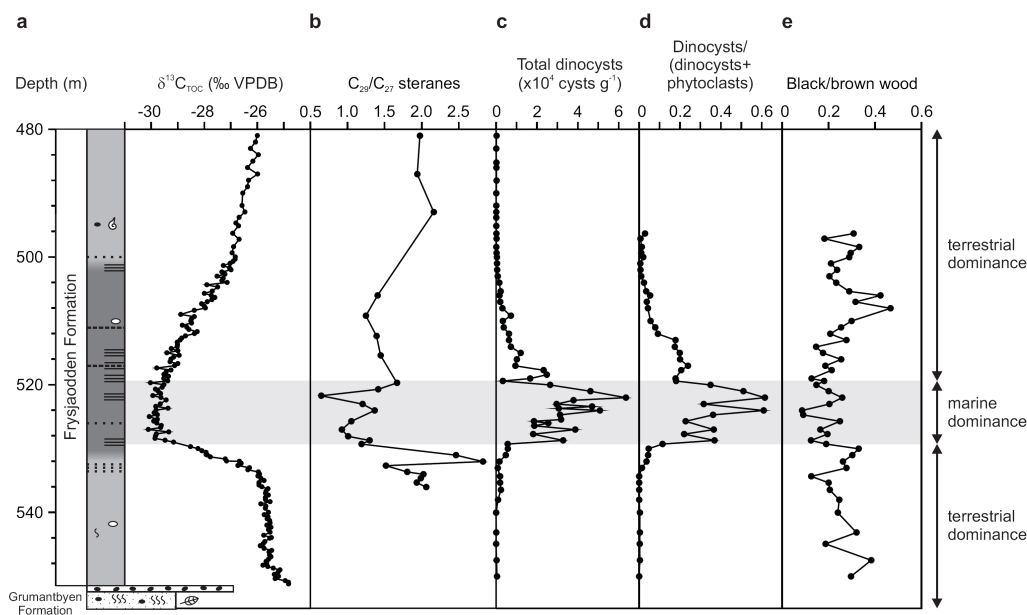 a
b
c
d
e
Depth (m)
δ¹³C_TOC (‰ VPDB)
C₂₉/C₂₇ steranes
Total dinocysts
(x10⁴ cysts g⁻¹)
Dinocysts/
(dinocysts+
phytoclasts)
Black/brown wood
-30 -28 -26
0.5 1.0 1.5 2.0 2.5
0 2 4 6
0 0.2 0.4 0.6
0 0.2 0.4 0.6
480
500
520
540
Frysjaodden Formation
Grumantbyen
Formation
terrestrial
dominance
marine
dominance
terrestrial
dominance